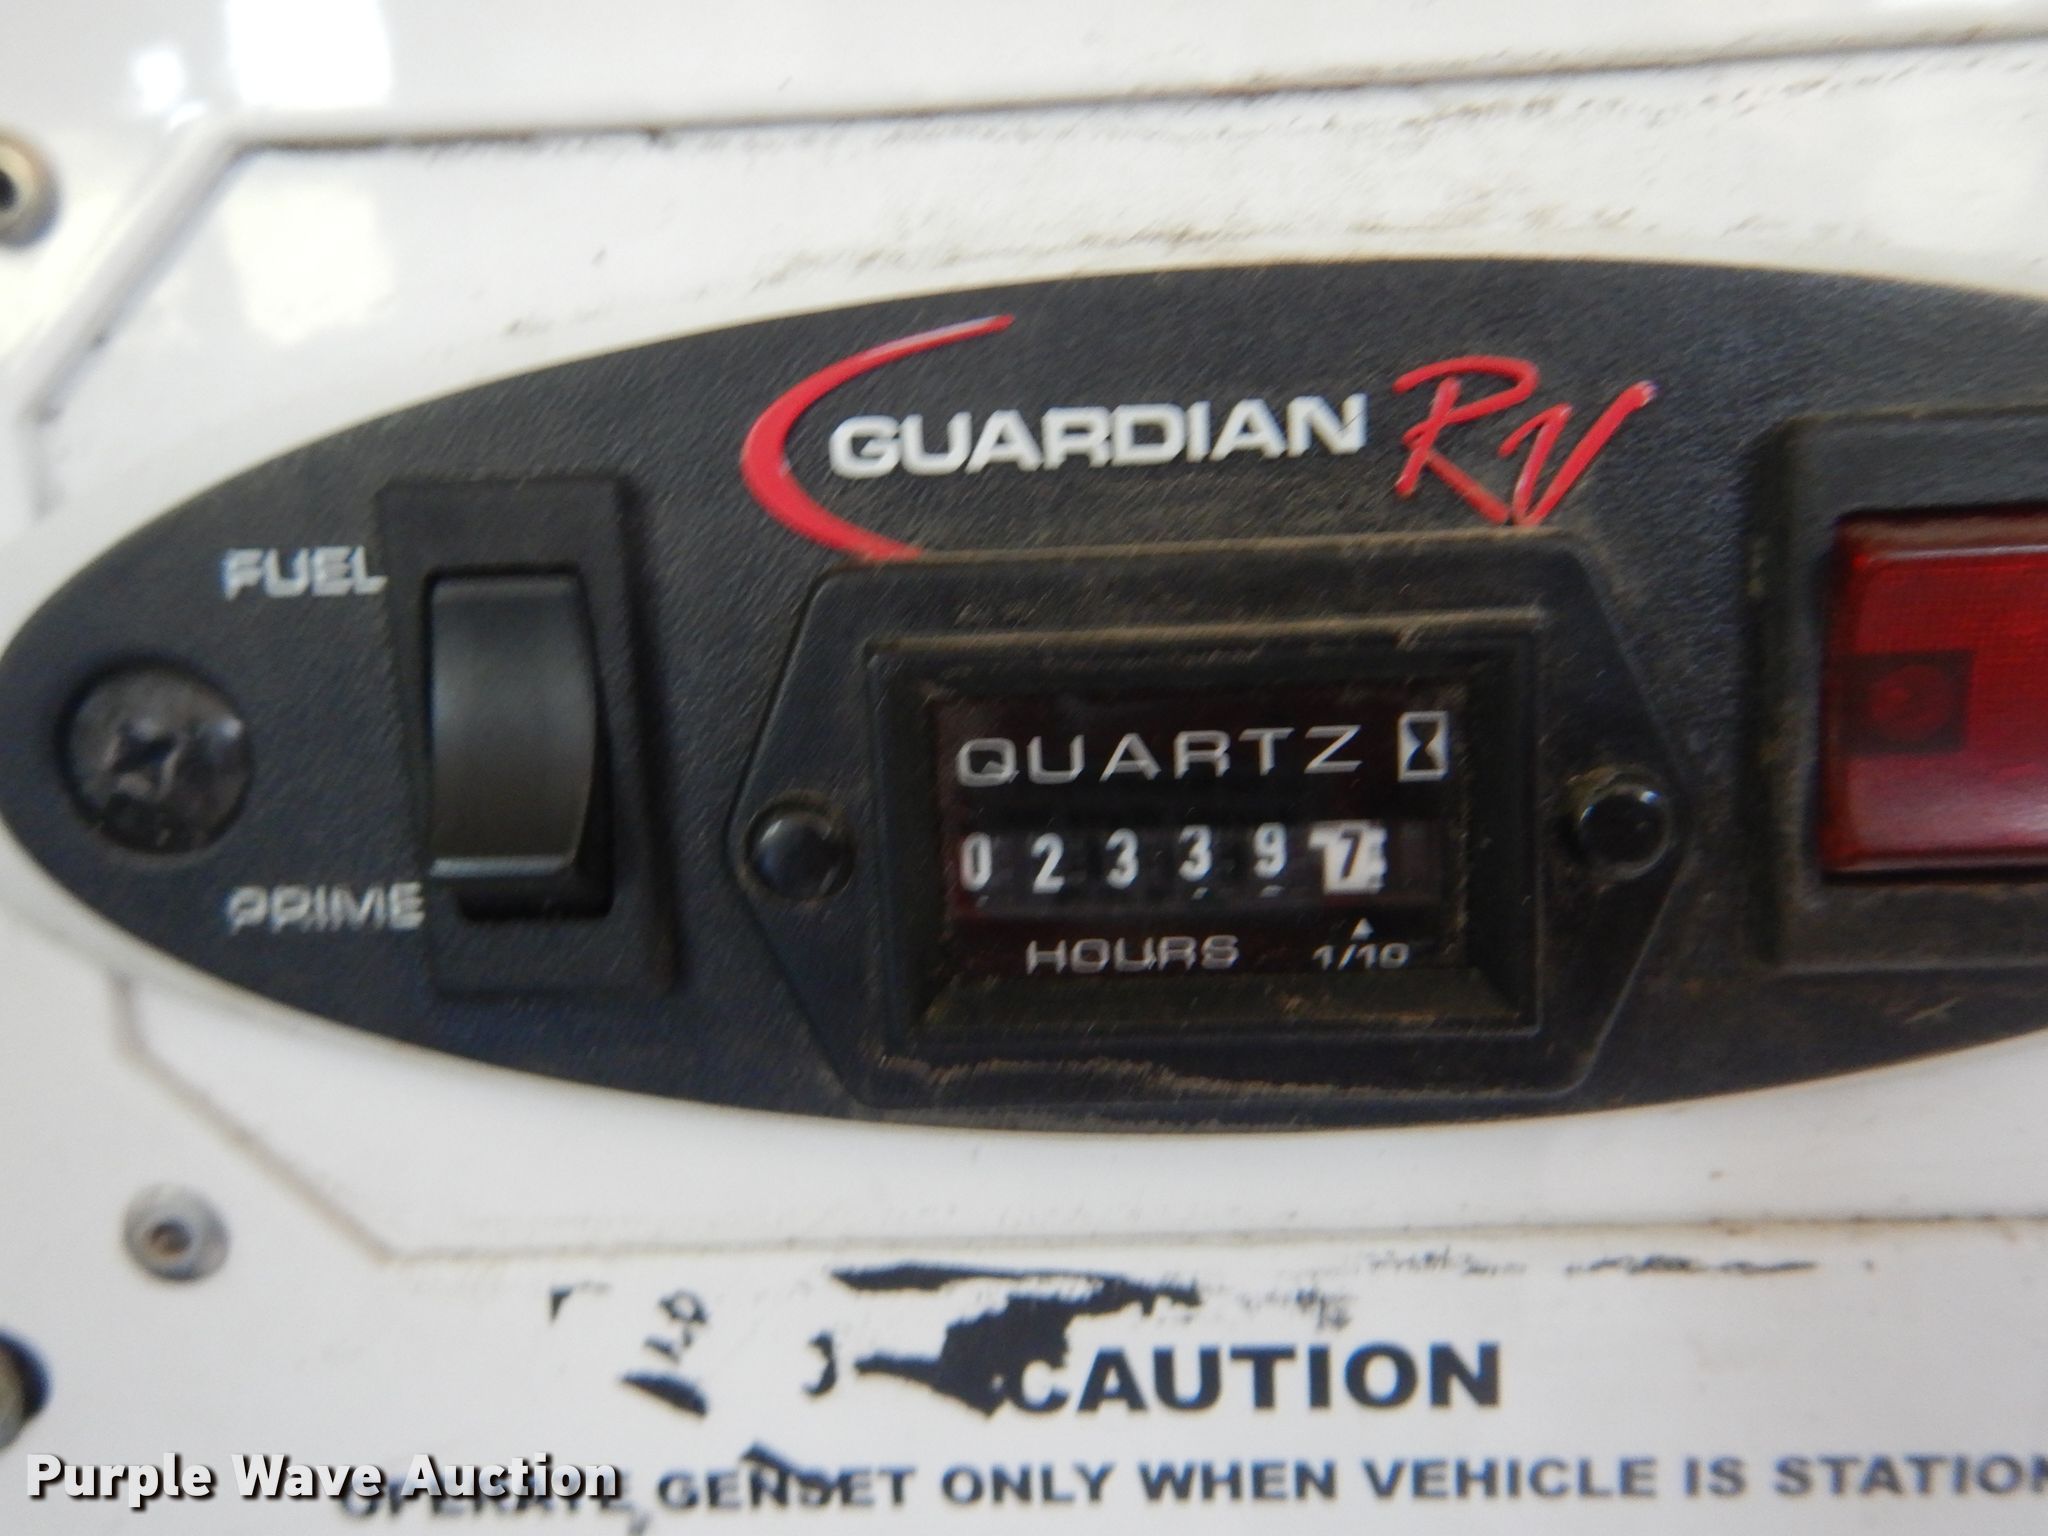 GUARDIAN RV
FUEL
PRIME
QUARTZ
0 2 3 3 9 7
HOURS 1/10
CAUTION
OPERATE GENSET ONLY WHEN VEHICLE IS STATION
Purple Wave Auction